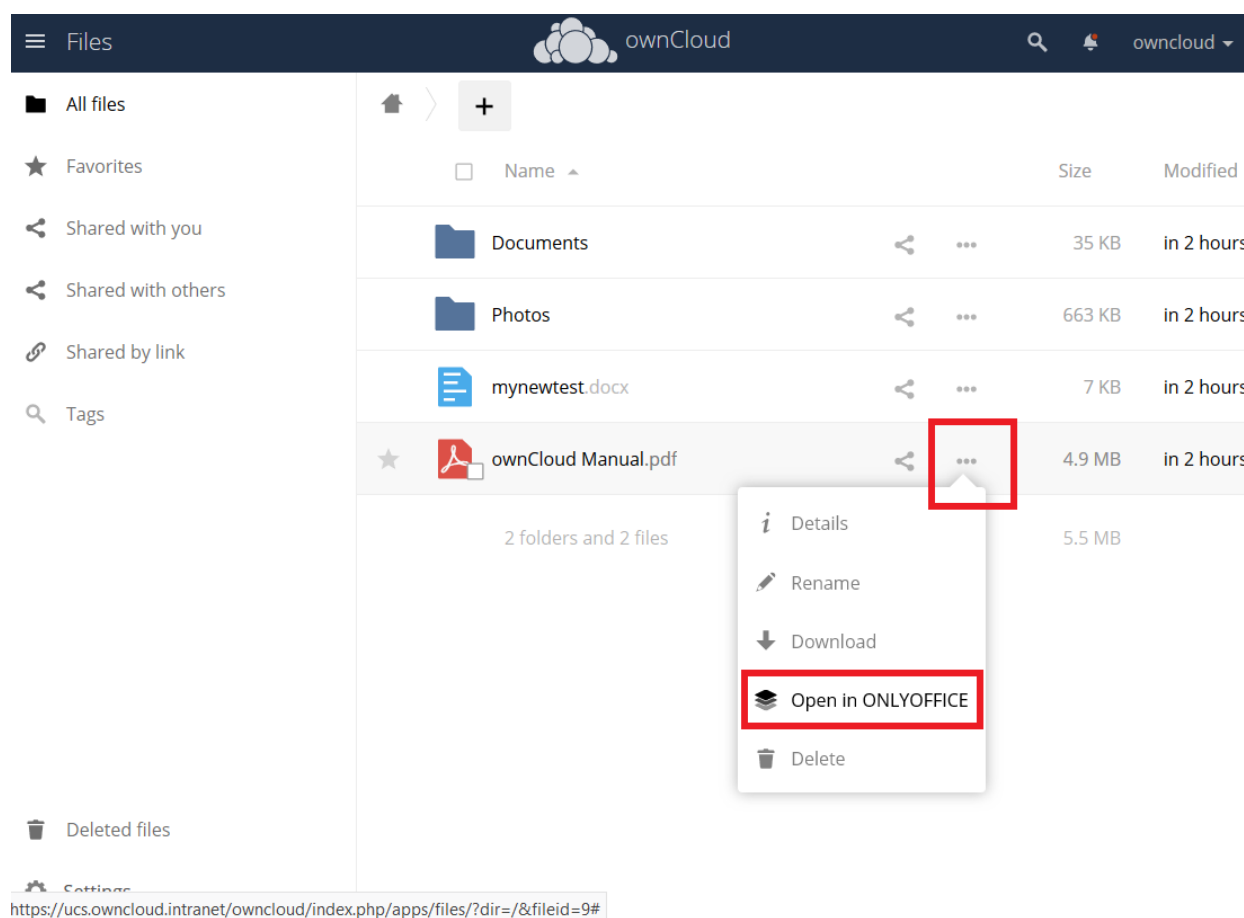 Files
ownCloud
owncloud
All files
Favorites
Shared with you
Shared with others
Shared by link
Tags
Name
Size
Modified
Documents
35 KB
in 2 hours
Photos
663 KB
in 2 hours
mynewtest.docx
7 KB
in 2 hours
ownCloud Manual.pdf
4.9 MB
in 2 hours
2 folders and 2 files
5.5 MB
Details
Rename
Download
Open in ONLYOFFICE
Delete
Deleted files
Settings
https://ucs.owncloud.intranet/owncloud/index.php/apps/files/?dir=/&fileid=9#